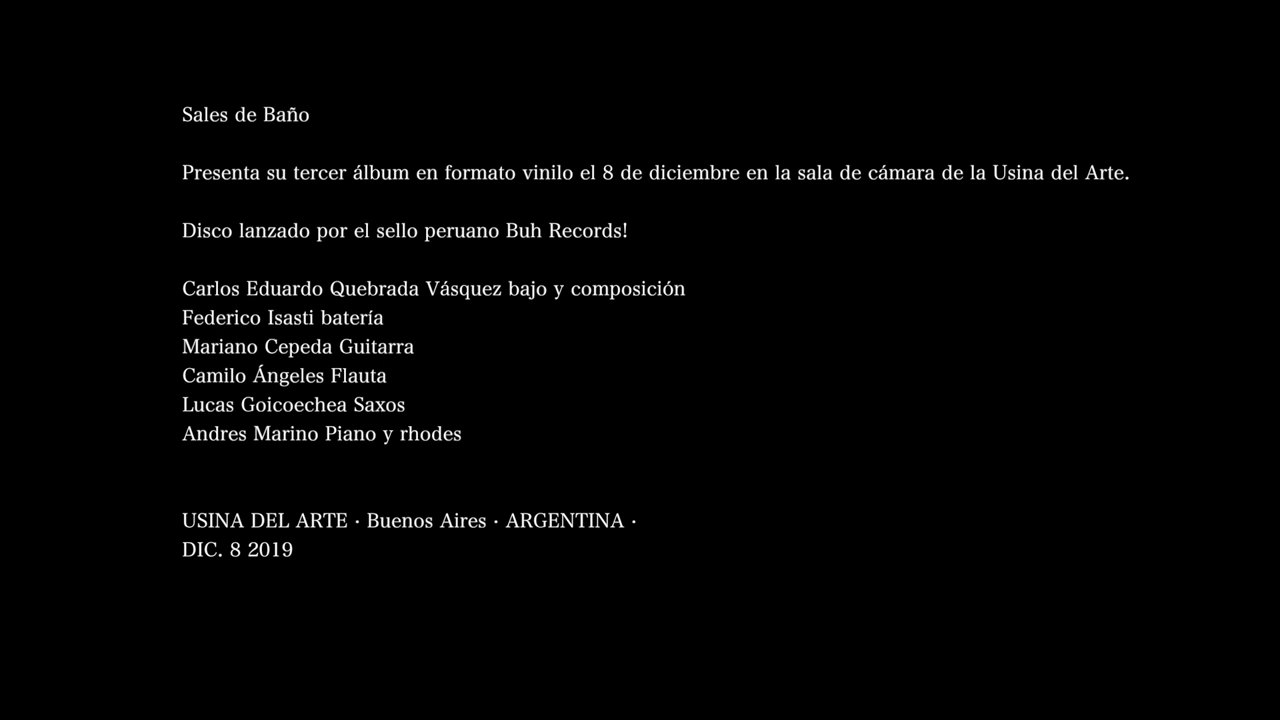 Sales de Baño
Presenta su tercer álbum en formato vinilo el 8 de diciembre en la sala de cámara de la Usina del Arte.
Disco lanzado por el sello peruano Buh Records!
Carlos Eduardo Quebrada Vásquez bajo y composición
Federico Isasti batería
Mariano Cepeda Guitarra
Camilo Ángeles Flauta
Lucas Goicoechea Saxos
Andres Marino Piano y rhodes
USINA DEL ARTE · Buenos Aires · ARGENTINA ·
DIC. 8 2019